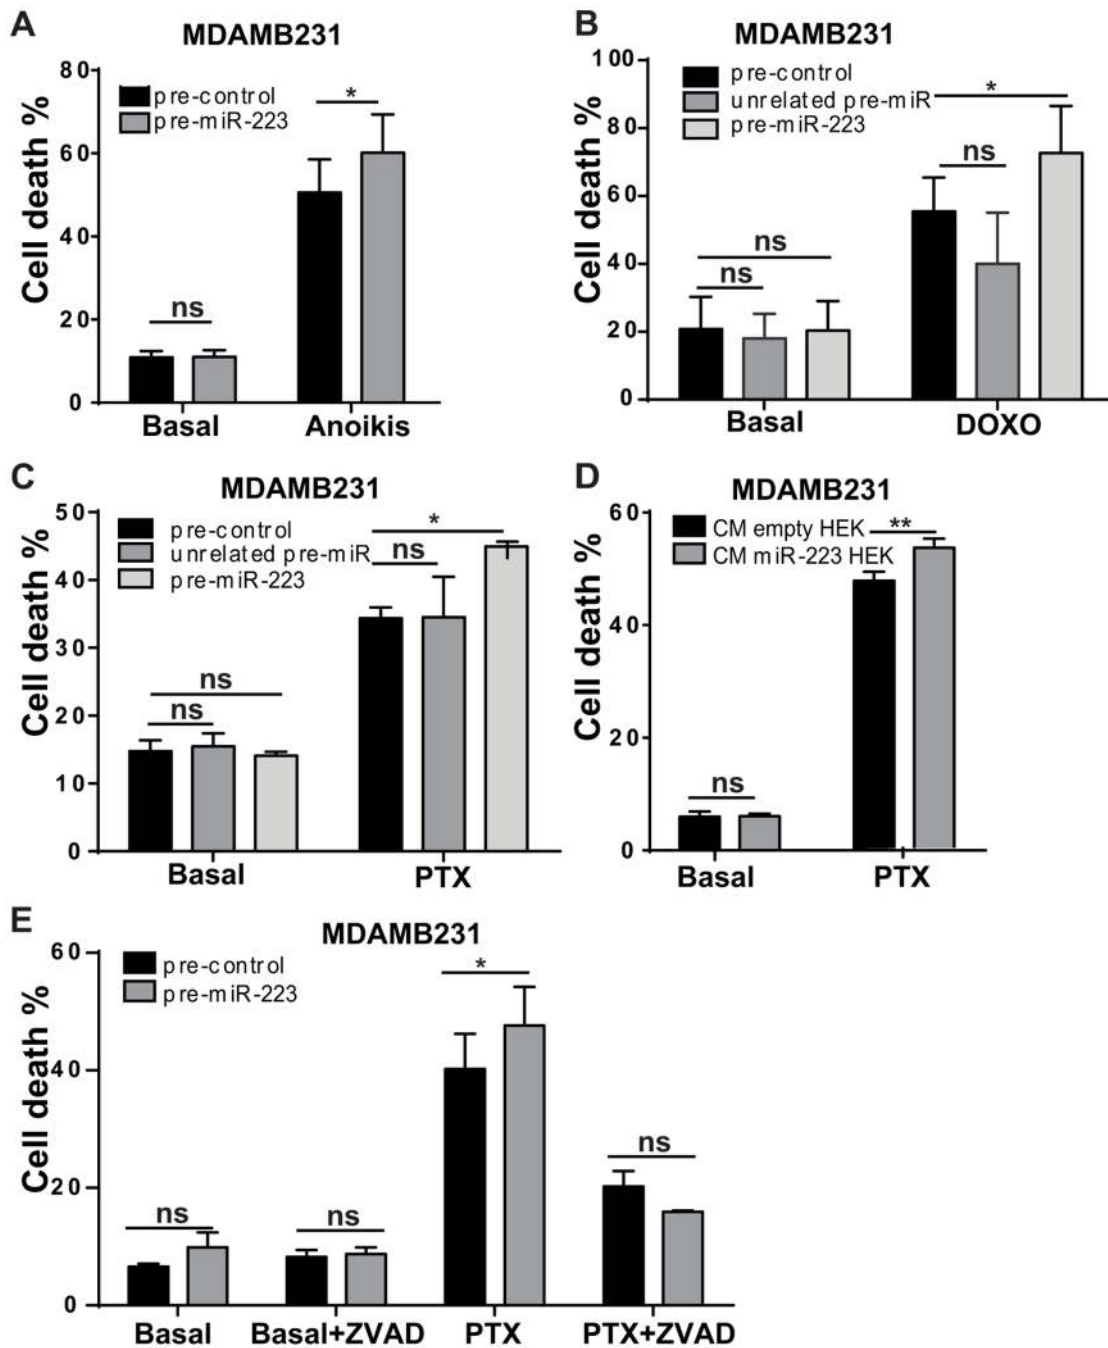 A
MDAMB231
Cell death %
80
60
40
20
0
pre-control
pre-miR-223
ns
*
Basal
Anoikis
B
MDAMB231
Cell death %
100
80
60
40
20
0
pre-control
unrelated pre-miR
pre-miR-223
ns
ns
ns
*
Basal
DOXO
C
MDAMB231
Cell death %
50
40
30
20
10
0
pre-control
unrelated pre-miR
pre-miR-223
ns
ns
ns
*
Basal
PTX
D
MDAMB231
Cell death %
60
40
20
0
CM empty HEK
CM miR-223 HEK
ns
**
Basal
PTX
E
MDAMB231
Cell death %
60
40
20
0
pre-control
pre-miR-223
ns
ns
*
ns
Basal
Basal+ZVAD
PTX
PTX+ZVAD